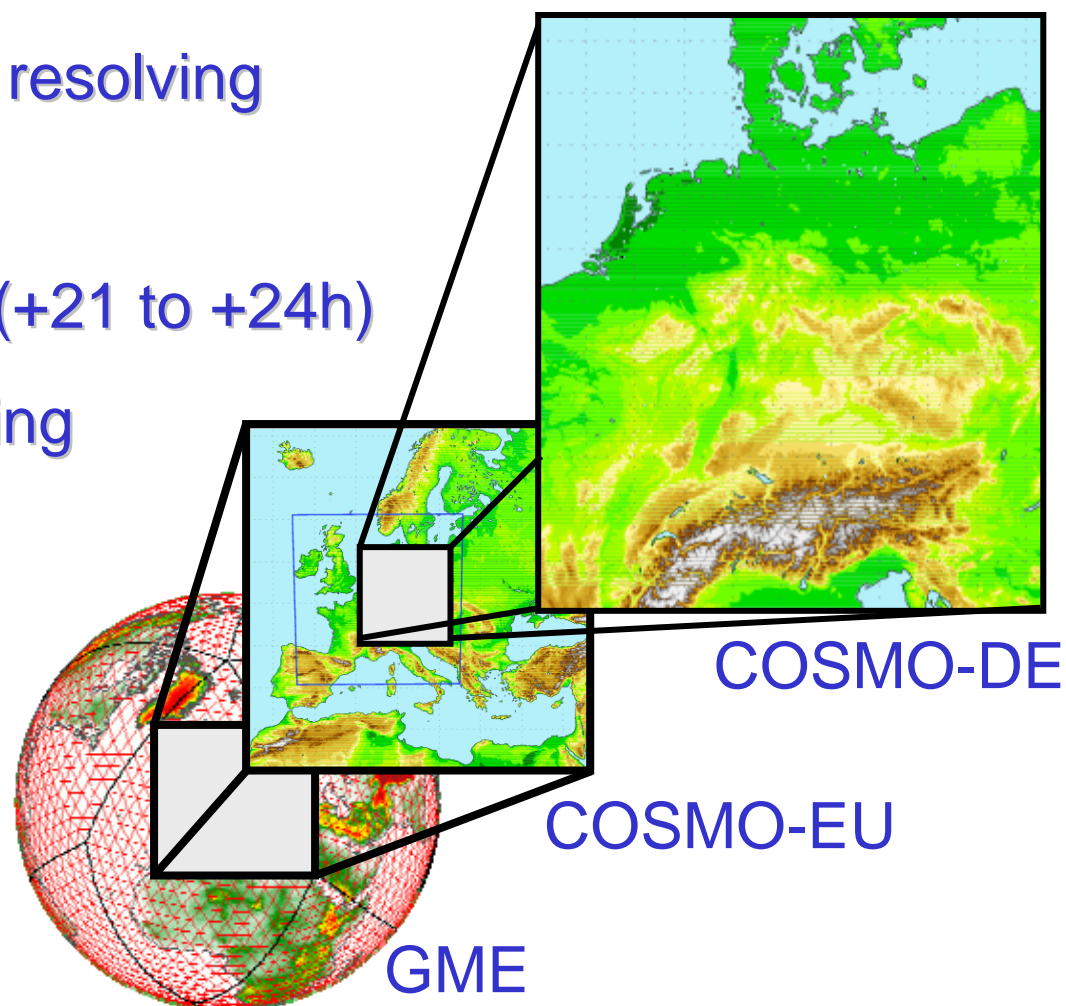 resolving
(+21 to +24h)
ing
COSMO-DE
COSMO-EU
GME